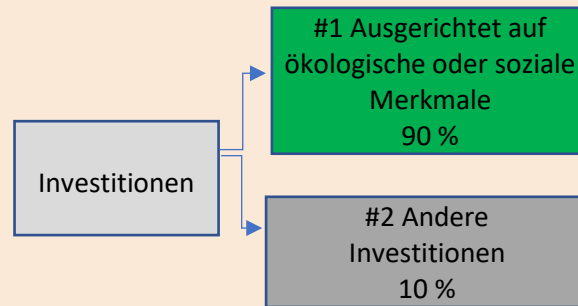 #1 Ausgerichtet auf
ökologische oder soziale
Merkmale
90 %
Investitionen
#2 Andere
Investitionen
10 %